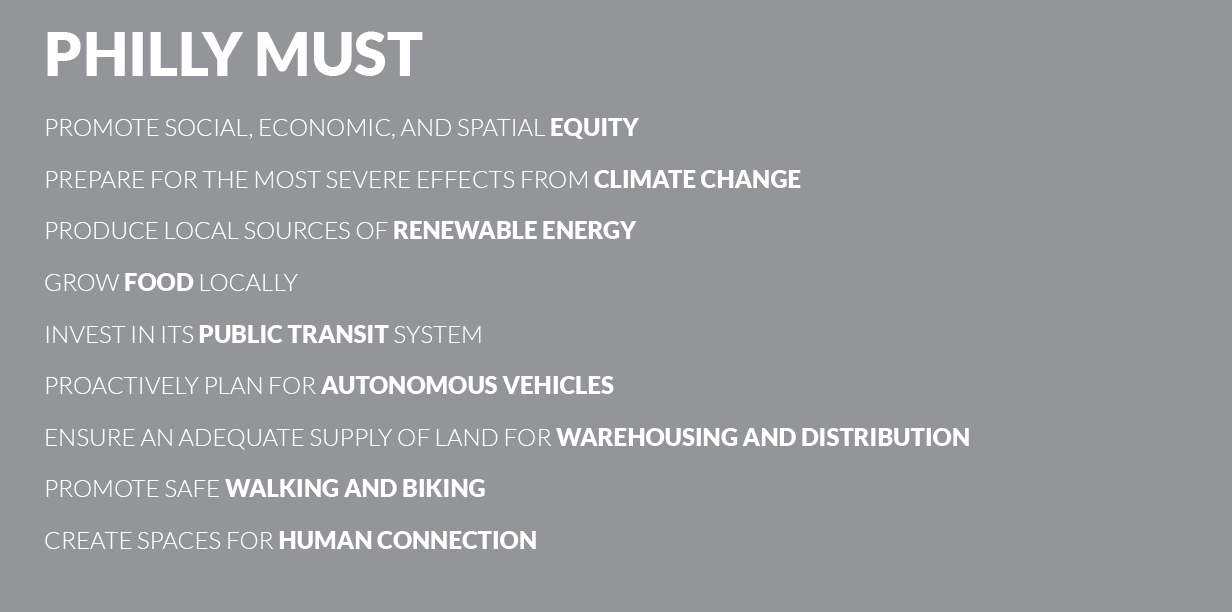 PHILLY MUST
PROMOTE SOCIAL, ECONOMIC, AND SPATIAL EQUITY
PREPARE FOR THE MOST SEVERE EFFECTS FROM CLIMATE CHANGE
PRODUCE LOCAL SOURCES OF RENEWABLE ENERGY
GROW FOOD LOCALLY
INVEST IN ITS PUBLIC TRANSIT SYSTEM
PROACTIVELY PLAN FOR AUTONOMOUS VEHICLES
ENSURE AN ADEQUATE SUPPLY OF LAND FOR WAREHOUSING AND DISTRIBUTION
PROMOTE SAFE WALKING AND BIKING
CREATE SPACES FOR HUMAN CONNECTION